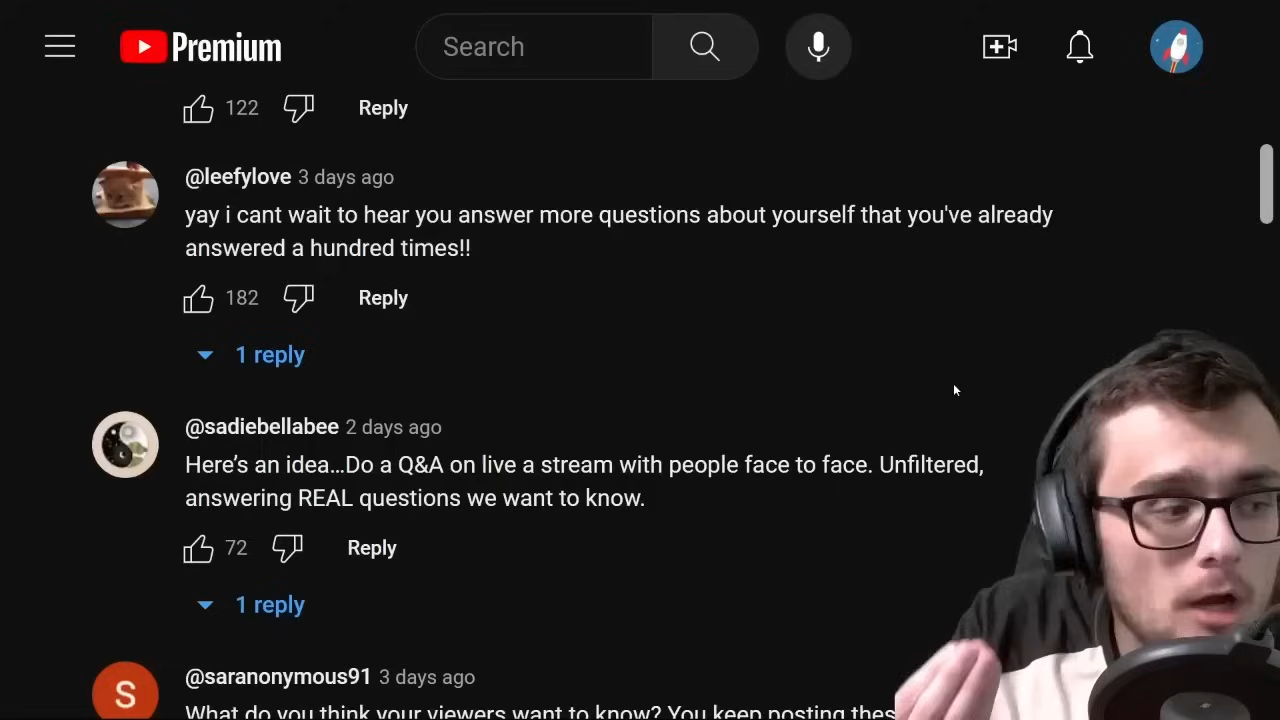 Premium
Search
122
Reply
@leefylove 3 days ago
yay i cant wait to hear you answer more questions about yourself that you've already
answered a hundred times!!
182
Reply
1 reply
@sadiebellabee 2 days ago
Here's an idea…Do a Q&A on live a stream with people face to face. Unfiltered,
answering REAL questions we want to know.
72
Reply
1 reply
S
@saranonymous91 3 days ago
What do you think your viewers want to know? You keep posting thes